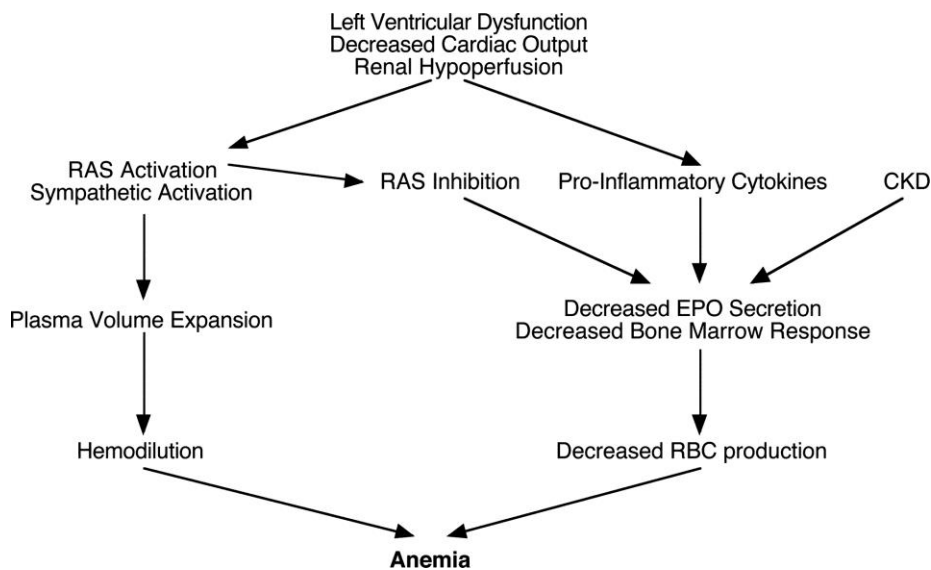 Left Ventricular Dysfunction
Decreased Cardiac Output
Renal Hypoperfusion
RAS Activation
Sympathetic Activation
RAS Inhibition
Pro-Inflammatory Cytokines
CKD
Plasma Volume Expansion
Decreased EPO Secretion
Decreased Bone Marrow Response
Hemodilution
Decreased RBC production
Anemia